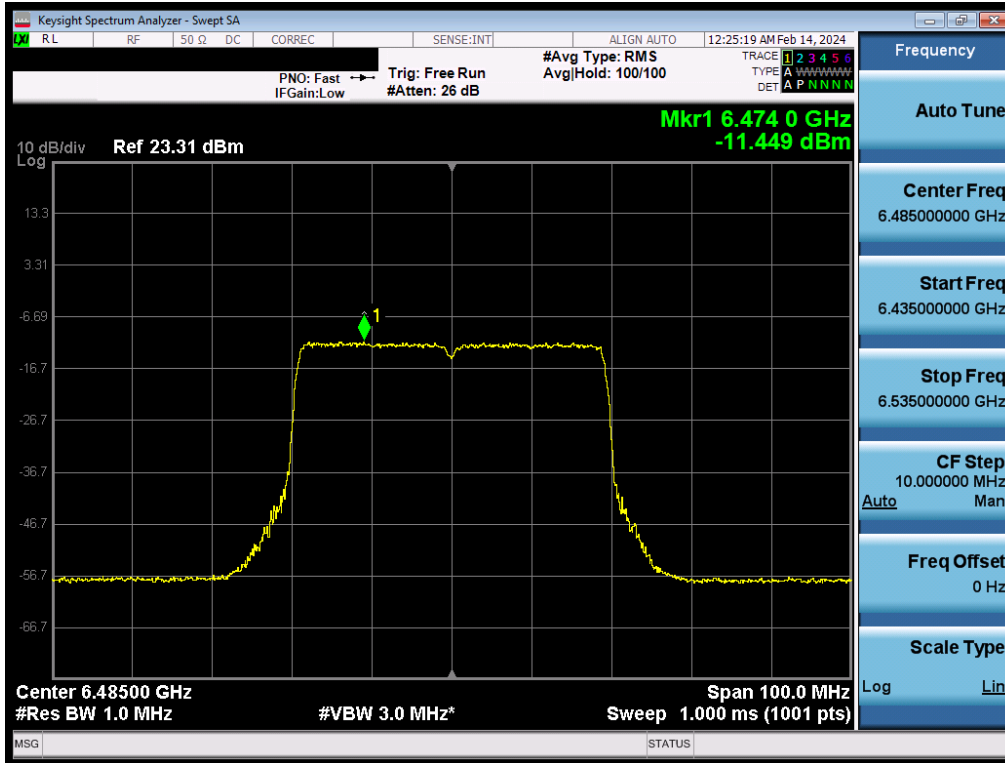 Keysight Spectrum Analyzer - Swept SA
LXI RL RF 50 Ω DC CORREC SENSE:INT ALIGN AUTO 12:25:19 AM Feb 14, 2024
PNO: Fast
IFGain:Low
Trig: Free Run
#Atten: 26 dB
#Avg Type: RMS
Avg|Hold: 100/100
TRACE 1 2 3 4 5 6
TYPE A WWWWW
DET A P N N N N
Mkr1 6.474 0 GHz
-11.449 dBm
10 dB/div
Log
Ref 23.31 dBm
13.3
3.31
-6.69
-16.7
-26.7
-36.7
-46.7
-56.7
-66.7
1
Center 6.48500 GHz
Span 100.0 MHz
#Res BW 1.0 MHz
#VBW 3.0 MHz*
Sweep 1.000 ms (1001 pts)
MSG
STATUS
Frequency
Auto Tune
Center Freq
6.485000000 GHz
Start Freq
6.435000000 GHz
Stop Freq
6.535000000 GHz
CF Step
10.000000 MHz
Auto Man
Freq Offset
0 Hz
Scale Type
Log Lin